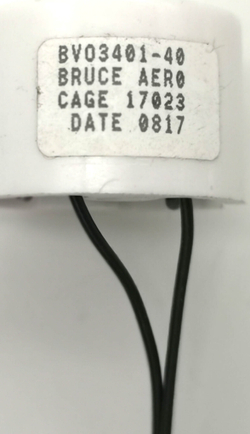 BV03401-40
BRUCE AERO
CAGE 17023
DATE 0817